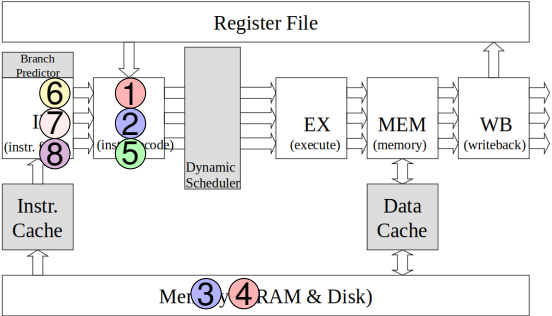 Register File
Branch
Predictor
6
7
(instr.
8
1
2
5
Dynamic
Scheduler
EX
(execute)
MEM
(memory)
WB
(writeback)
Instr.
Cache
Data
Cache
3 4 RAM & Disk)